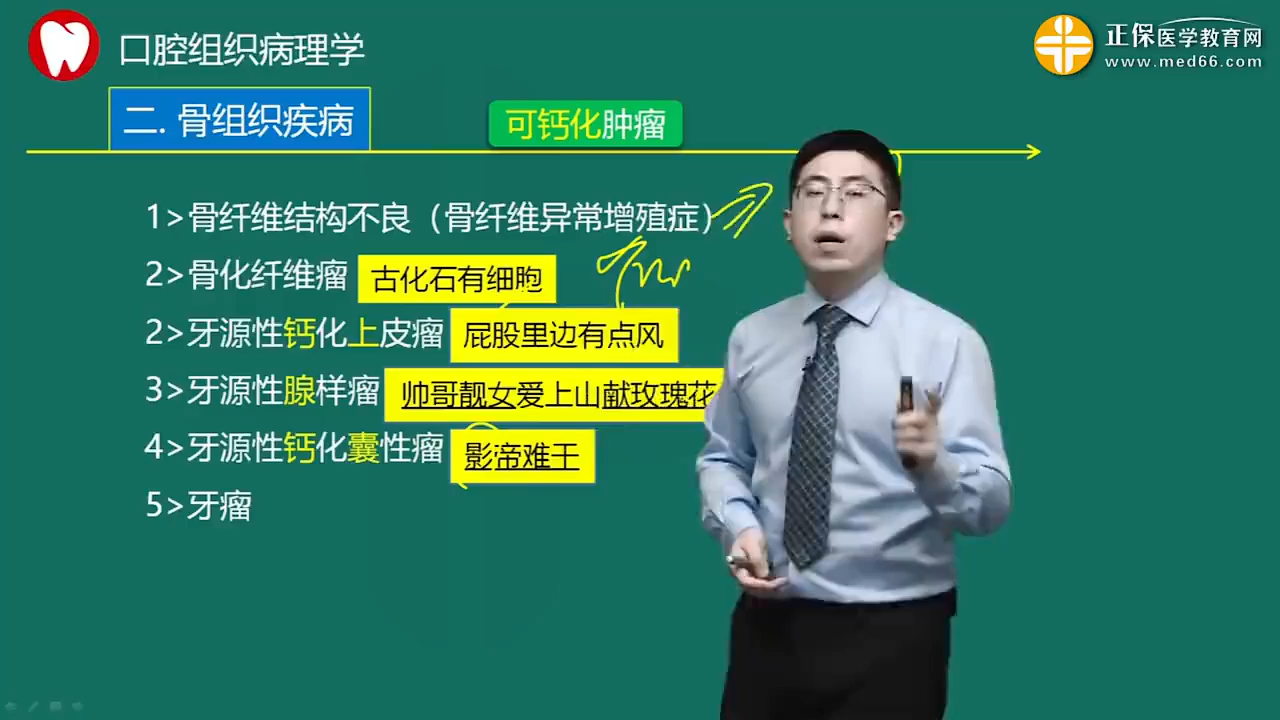 口腔组织病理学
正保医学教育网
www.med66.com
二. 骨组织疾病
可钙化肿瘤
1>骨纤维结构不良（骨纤维异常增殖症）
2>骨化纤维瘤 古化石有细胞
2>牙源性钙化上皮瘤 屁股里边有点风
3>牙源性腺样瘤 帅哥靓女爱上山献玫瑰花
4>牙源性钙化囊性瘤 影帝难干
5>牙瘤